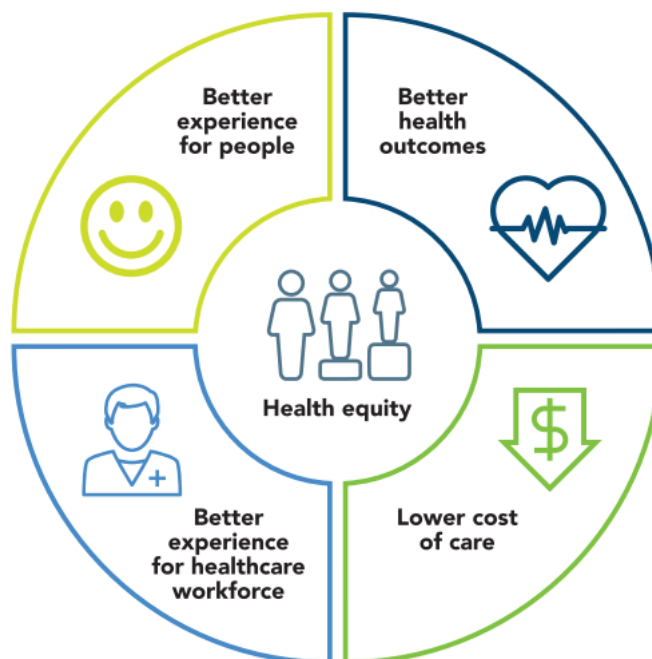 Better
experience
for people
Better
health
outcomes
Health equity
$
Better
experience
for healthcare
workforce
Lower cost
of care